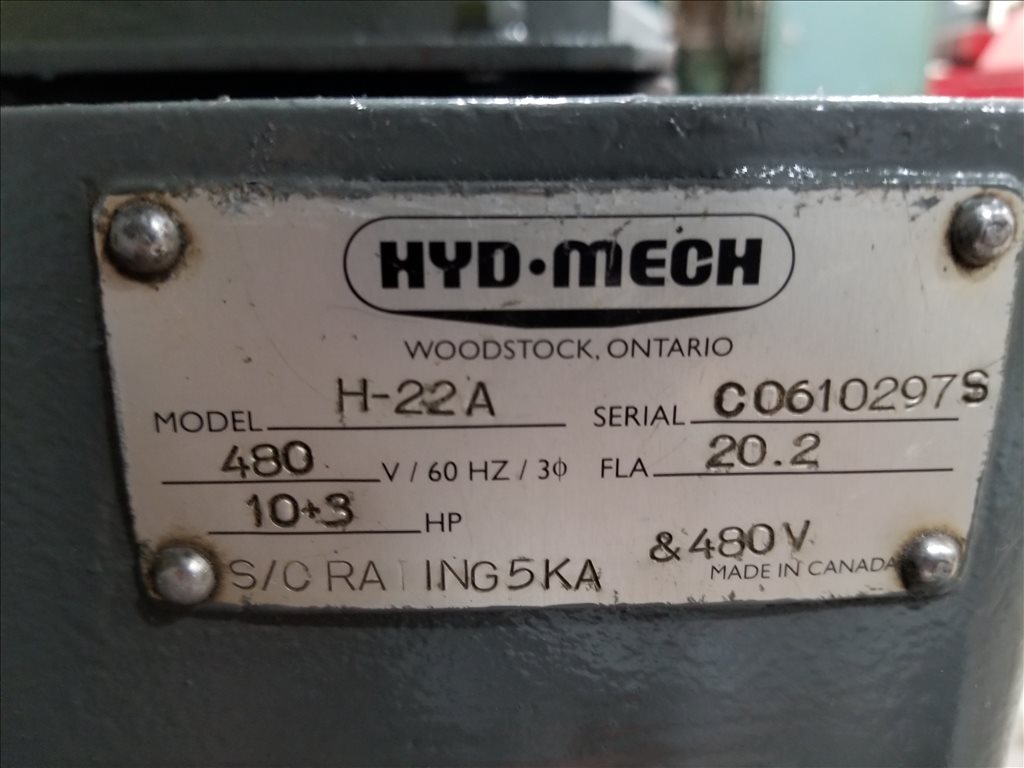 HYD·MECH
WOODSTOCK, ONTARIO
MODEL H-22A SERIAL C0610297S
480 V / 60 HZ / 3ϕ FLA 20.2
10+3 HP
S/C RATING 5KA & 480V
MADE IN CANADA